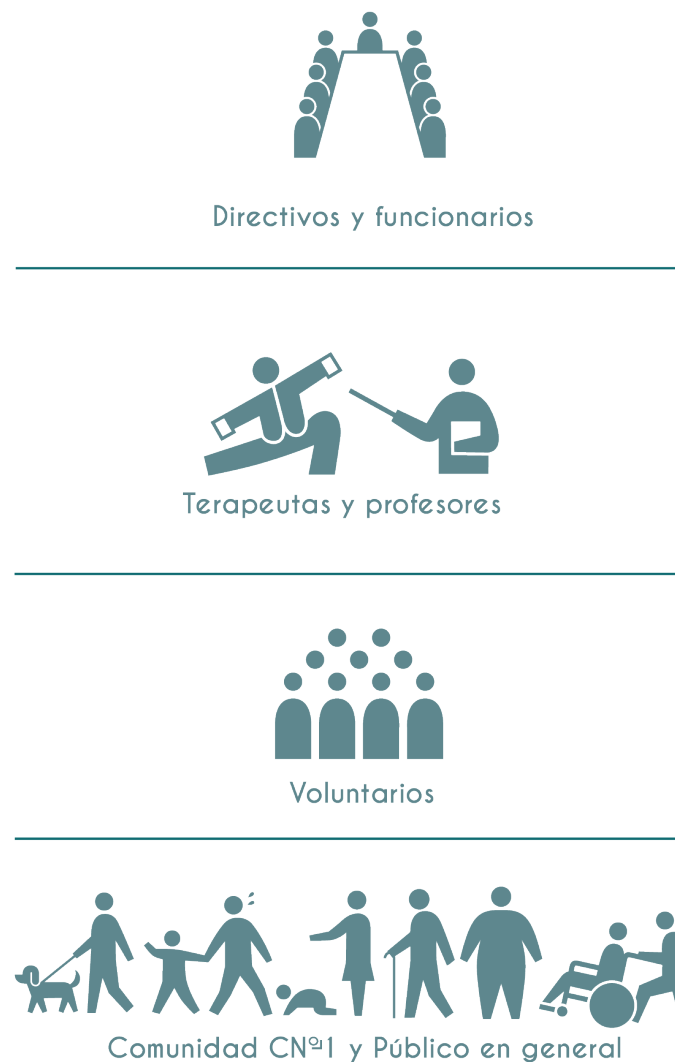 Directivos y funcionarios
Terapeutas y profesores
Voluntarios
Comunidad CNº1 y Público en general